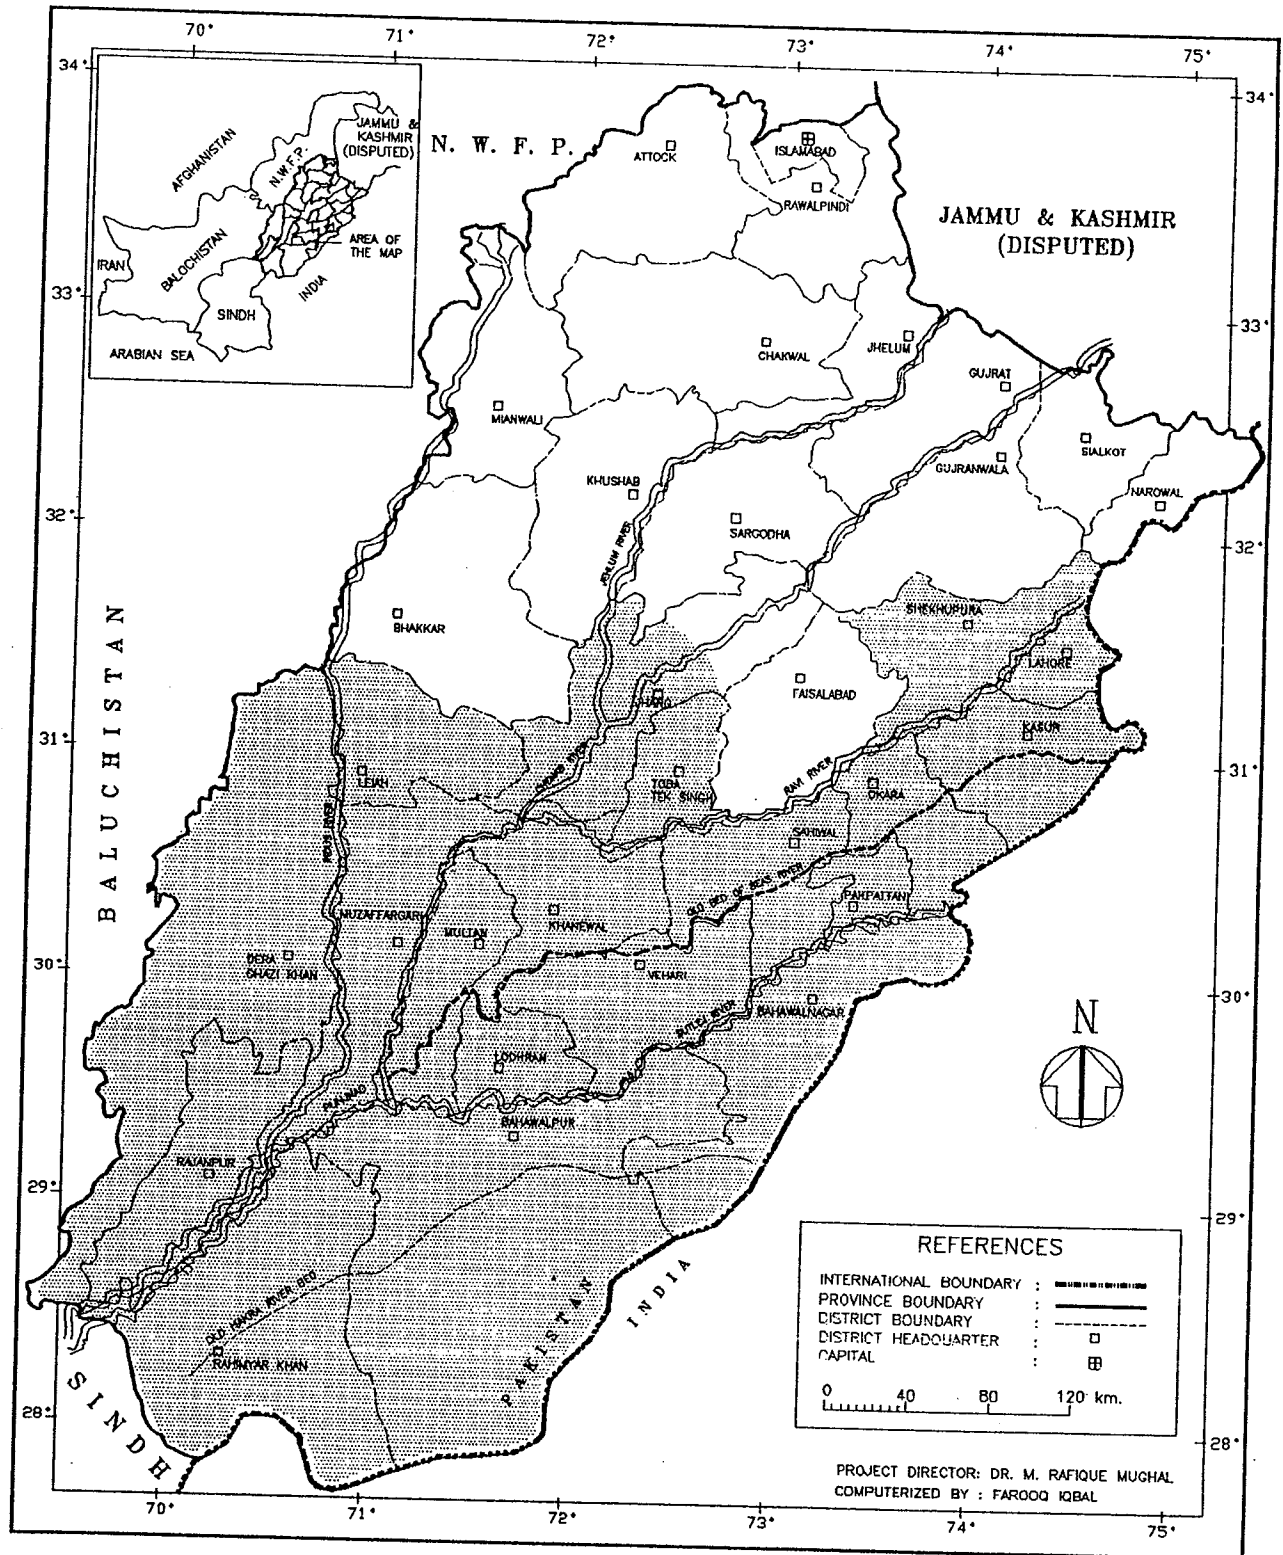 70° 71° 72° 73° 74° 75°
34°
33°
32°
31°
30°
29°
28°
34°
33°
32°
31°
30°
29°
28°
70° 71° 72° 73° 74° 75°
AFGHANISTAN
N.W.F.P.
JAMMU &
KASHMIR
(DISPUTED)
IRAN
BALOCHISTAN
AREA OF
THE MAP
INDIA
SINDH
ARABIAN SEA
N. W. F. P.
JAMMU & KASHMIR
(DISPUTED)
ATTOCK
ISLAMABAD
RAWALPINDI
CHAKWAL
JHELUM
GUJRAT
MIANWALI
SIALKOT
KHUSHAB
GUJRANWALA
NAROWAL
SARGODHA
JEHLUM RIVER
BHAKKAR
SHEKHUPURA
LAHORE
FAISALABAD
KASUR
BALUCHISTAN
LEIAH
TOBA
TEK SINGH
RAVI RIVER
OKARA
SAHIWAL
OLD BED OF BEAS RIVER
PAKPATTAN
MUZAFFARGARH
MULTAN
KHANEWAL
DERA
GHAZI KHAN
VEHARI
BAHAWALNAGAR
SUTLEJ RIVER
LODHRAN
PUNJNAD
BAHAWALPUR
RAJANPUR
OLD HAKRA RIVER BED
RAHIMYAR KHAN
PAKISTAN
INDIA
SINDH
N
REFERENCES
INTERNATIONAL BOUNDARY :
PROVINCE BOUNDARY :
DISTRICT BOUNDARY :
DISTRICT HEADQUARTER :
CAPITAL :
0 40 80 120 km.
PROJECT DIRECTOR: DR. M. RAFIQUE MUGHAL
COMPUTERIZED BY : FAROOQ IQBAL